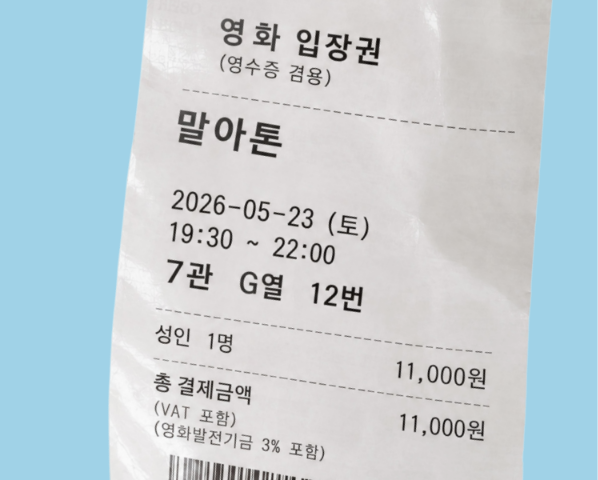 영화 입장권
(영수증 겸용)
말아톤
2026-05-23 (토)
19:30 ~ 22:00
7관 G열 12번
성인 1명
11,000원
총 결제금액
(VAT 포함)
11,000원
(영화발전기금 3% 포함)